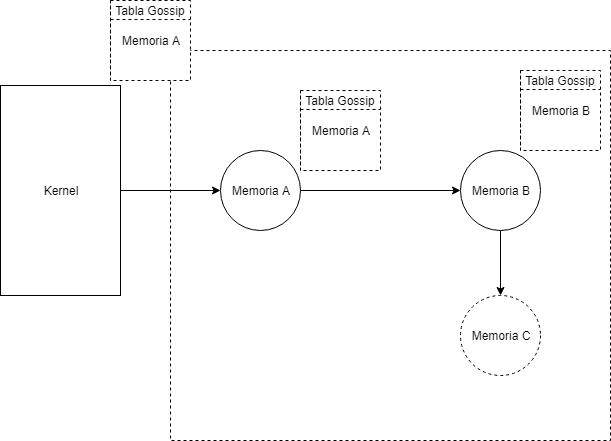 Tabla Gossip
Memoria A
Tabla Gossip
Memoria B
Tabla Gossip
Memoria A
Kernel
Memoria A
Memoria B
Memoria C